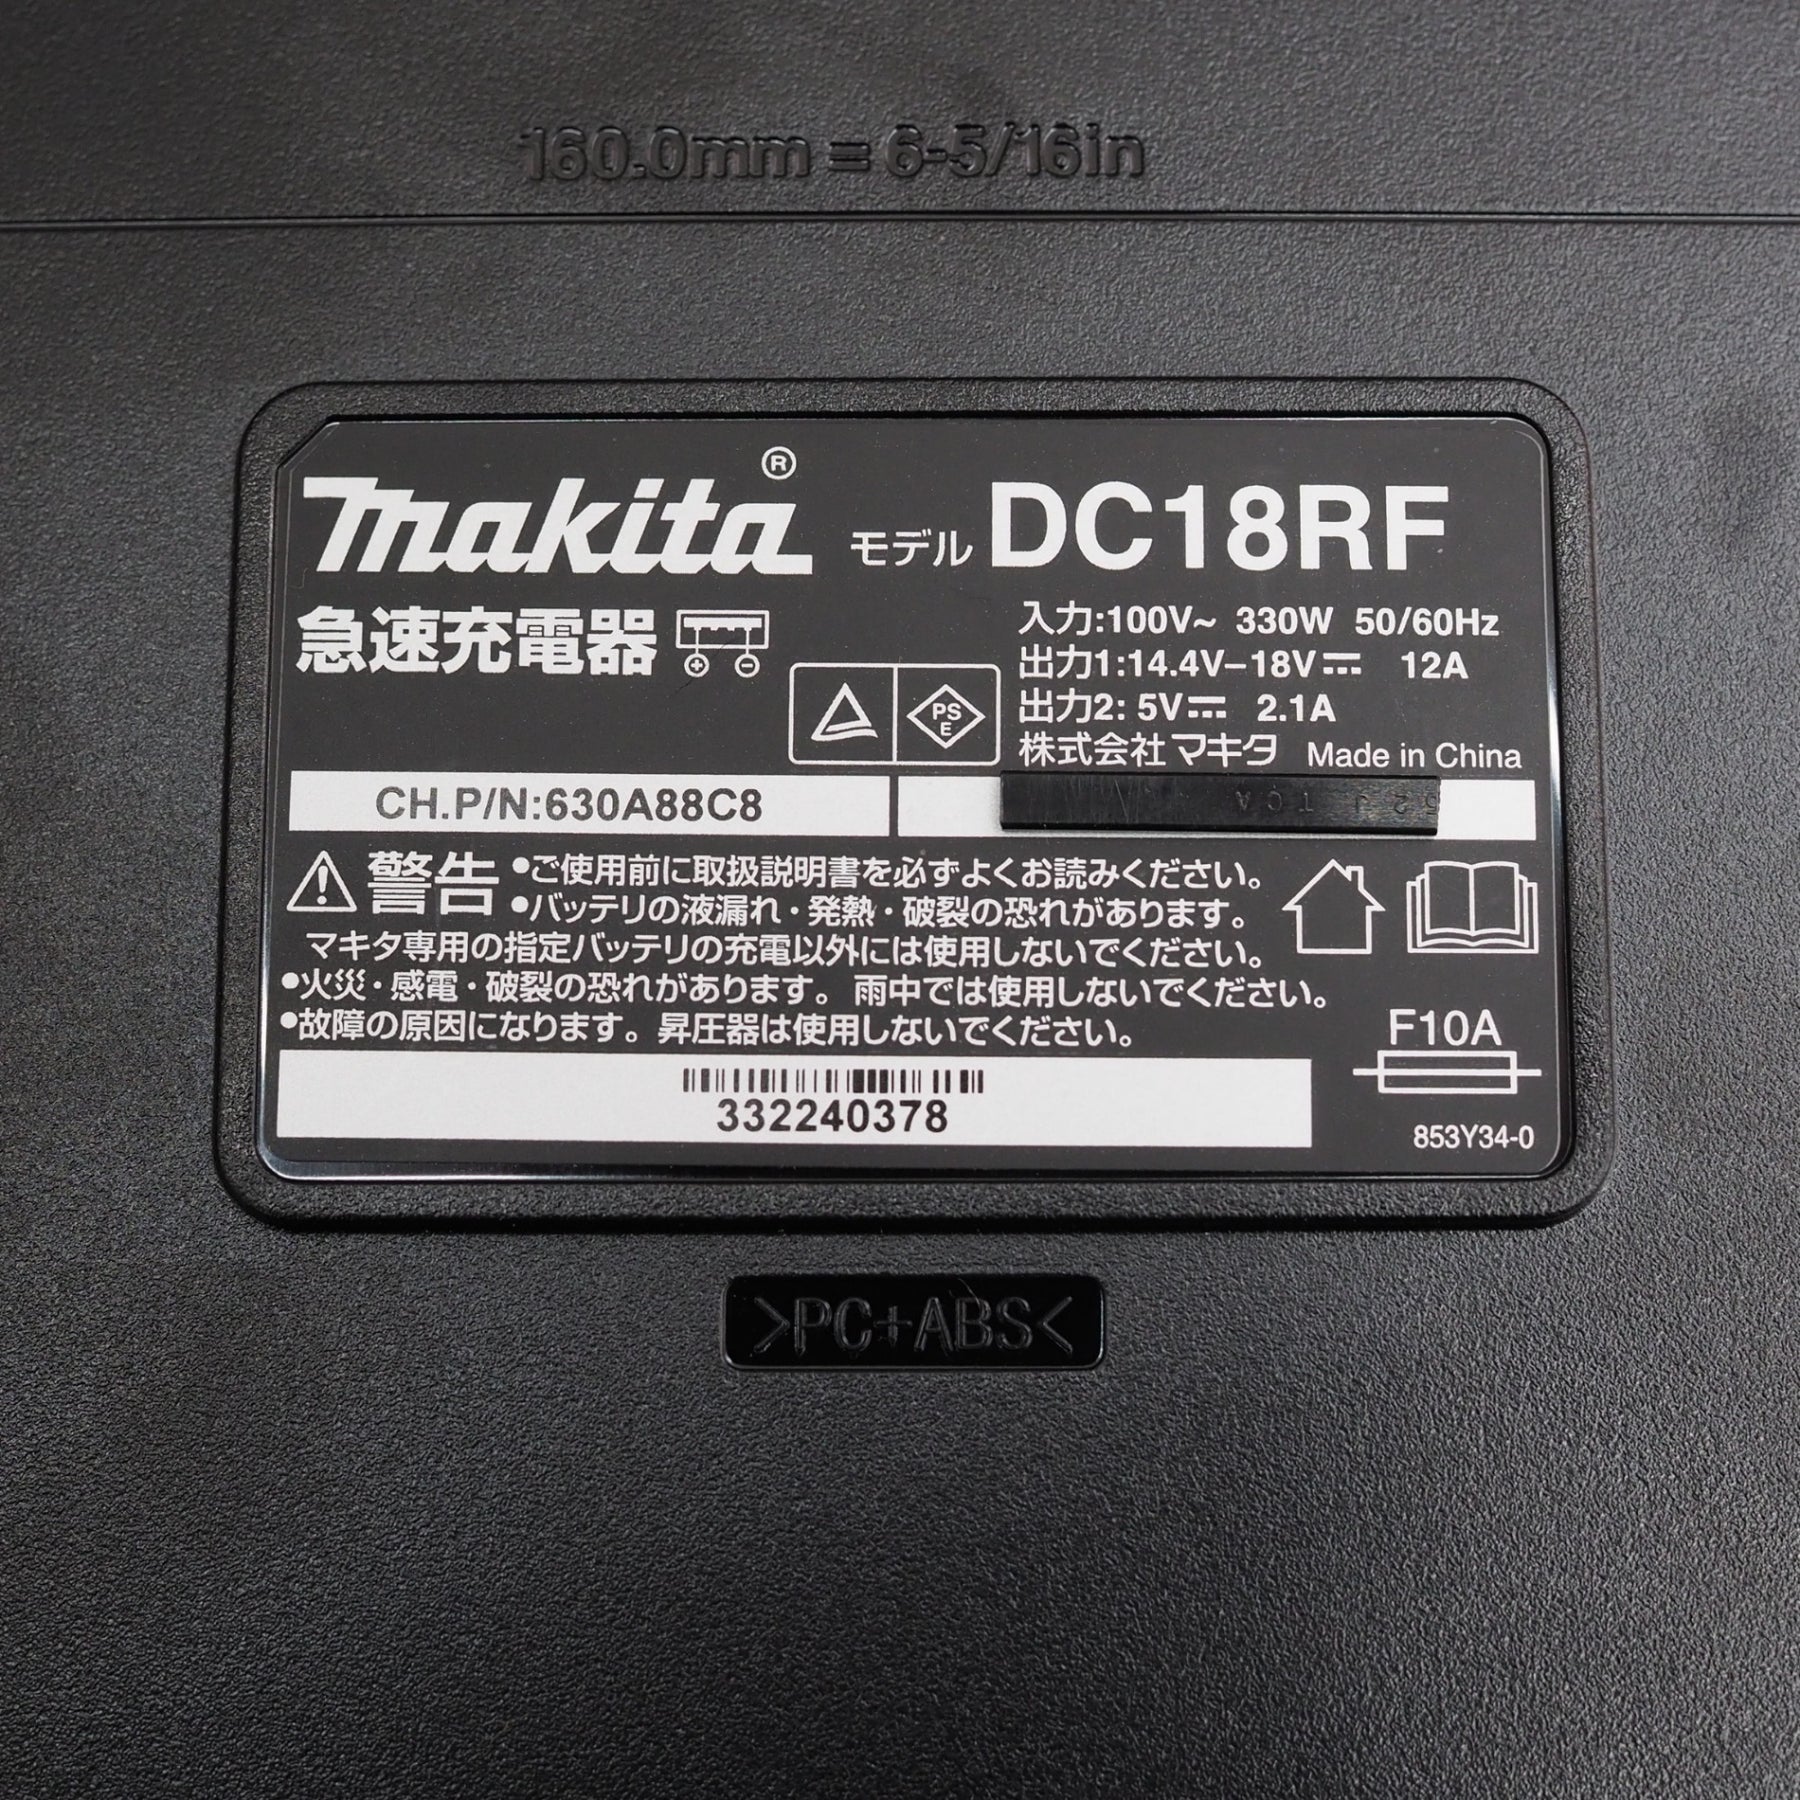 160.0mm = 6-5/16in
makita® モデル DC18RF
急速充電器
入力:100V~ 330W 50/60Hz
出力1:14.4V–18V⎓ 12A
出力2: 5V⎓ 2.1A
PS
E
株式会社 マキタ Made in China
CH.P/N:630A88C8
警告 •ご使用前に取扱説明書を必ずよくお読みください。
•バッテリの液漏れ・発熱・破裂の恐れがあります。
マキタ専用の指定バッテリの充電以外には使用しないでください。
•火災・感電・破裂の恐れがあります。雨中では使用しないでください。
•故障の原因になります。昇圧器は使用しないでください。
F10A
332240378
853Y34-0
>PC+ABS<